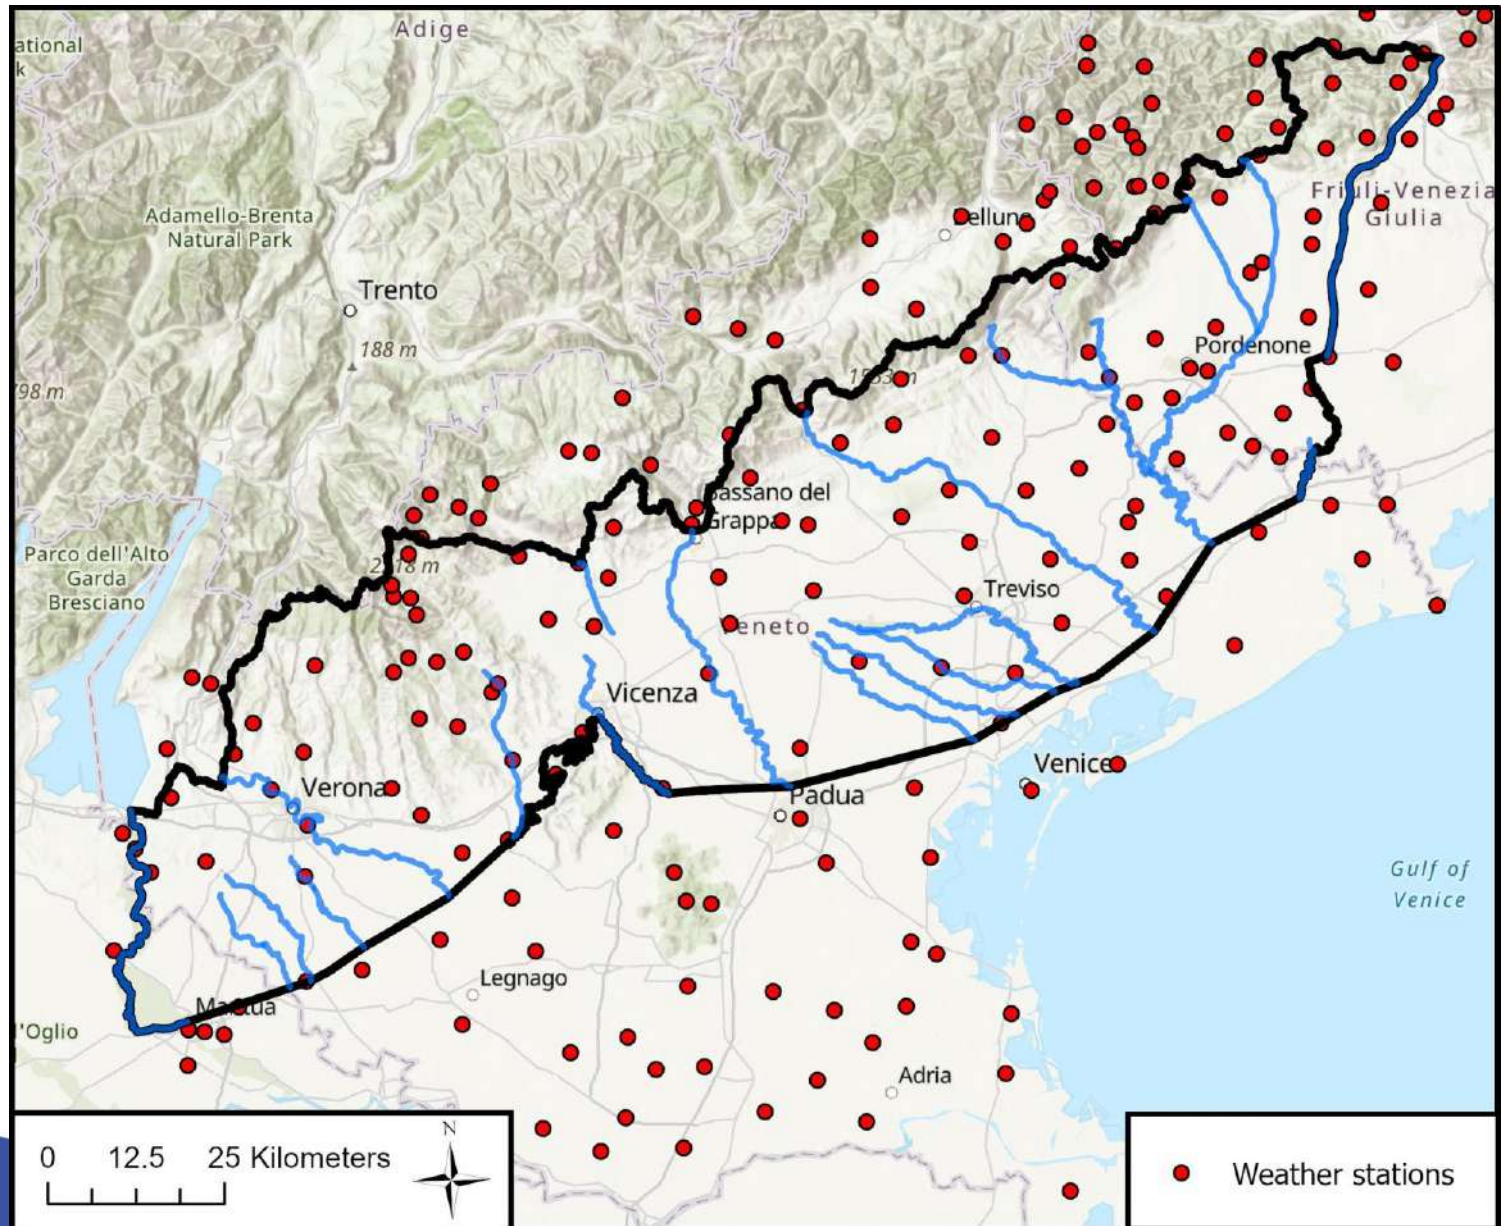 Adige
ational
k
Adamello-Brenta
Natural Park
Friuli-Venezia
Giulia
Bellun
Trento
188 m
Pordenone
98 m
Bassano del
Grappa
Parco dell'Alto
Garda
Bresciano
Treviso
Veneto
Vicenza
Venice
Verona
Padua
Gulf of
Venice
Legnago
Mantua
l'Oglio
Adria
N
0 12.5 25 Kilometers
Weather stations